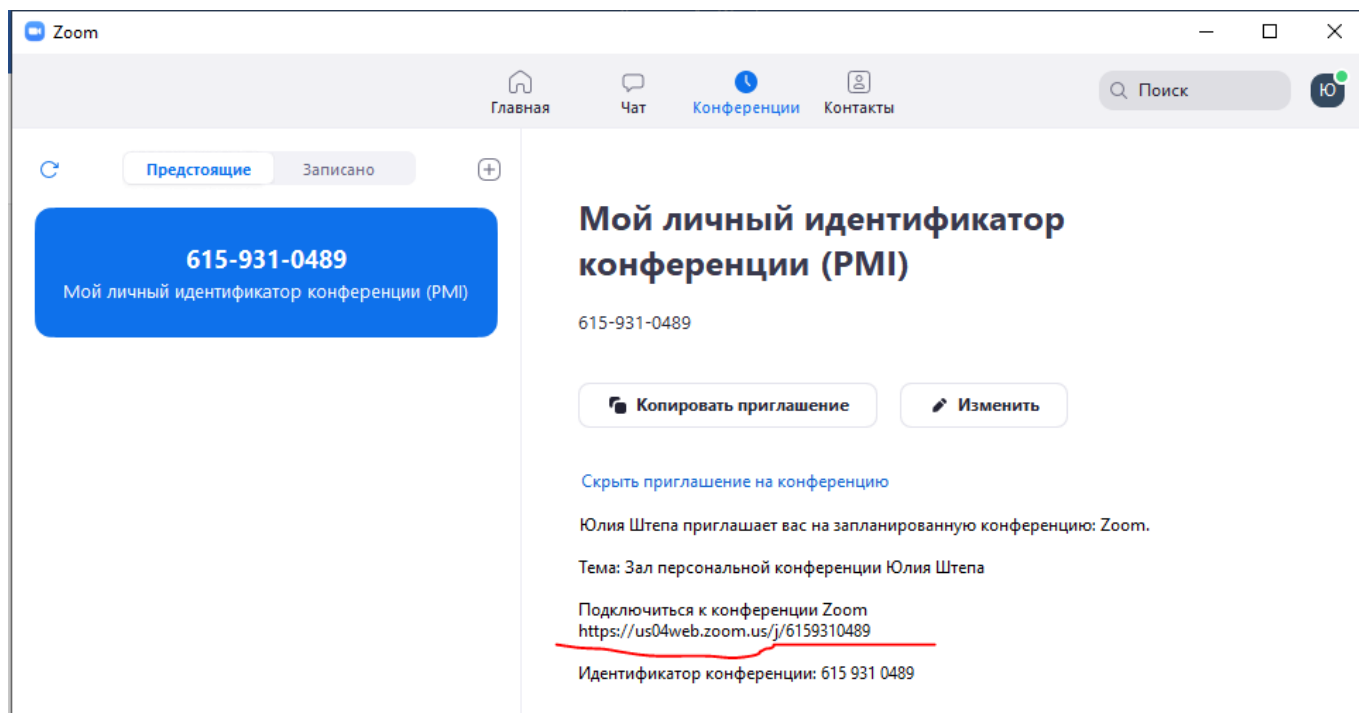 Zoom
Главная
Чат
Конференции
Контакты
Поиск
Ю
Предстоящие
Записано
615-931-0489
Мой личный идентификатор конференции (PMI)
Мой личный идентификатор
конференции (PMI)
615-931-0489
Копировать приглашение
Изменить
Скрыть приглашение на конференцию
Юлия Штепа приглашает вас на запланированную конференцию: Zoom.
Тема: Зал персональной конференции Юлия Штепа
Подключиться к конференции Zoom
https://us04web.zoom.us/j/6159310489
Идентификатор конференции: 615 931 0489